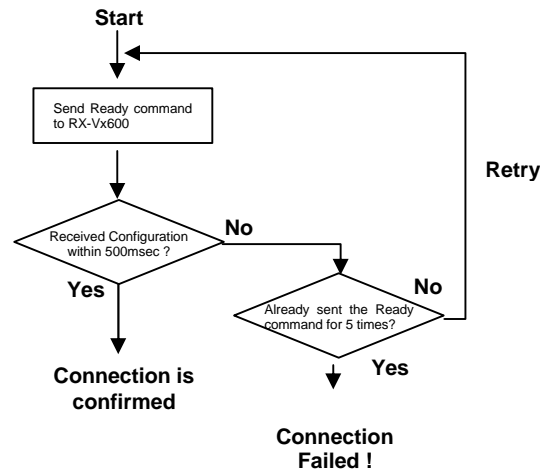 Start
Send Ready command
to RX-Vx600
Retry
Received Configuration
within 500msec ?
No
Yes
No
Already sent the Ready
command for 5 times?
Yes
Connection is
confirmed
Connection
Failed !